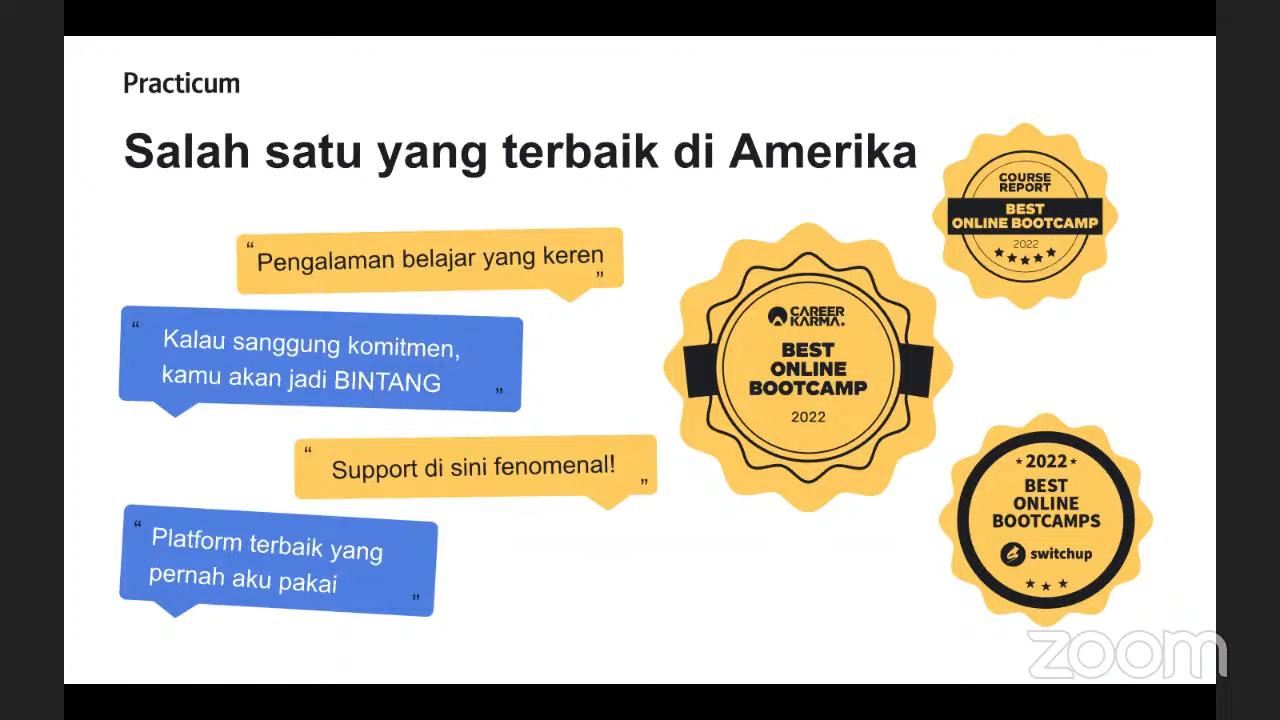 Practicum
Salah satu yang terbaik di Amerika
“ Pengalaman belajar yang keren ”
“ Kalau sanggung komitmen,
kamu akan jadi BINTANG ”
“ Support di sini fenomenal! ”
“ Platform terbaik yang
pernah aku pakai ”
CAREER
KARMA.
BEST
ONLINE
BOOTCAMP
2022
COURSE
REPORT
BEST
ONLINE BOOTCAMP
2022
2022
BEST
ONLINE
BOOTCAMPS
switchup
zoom